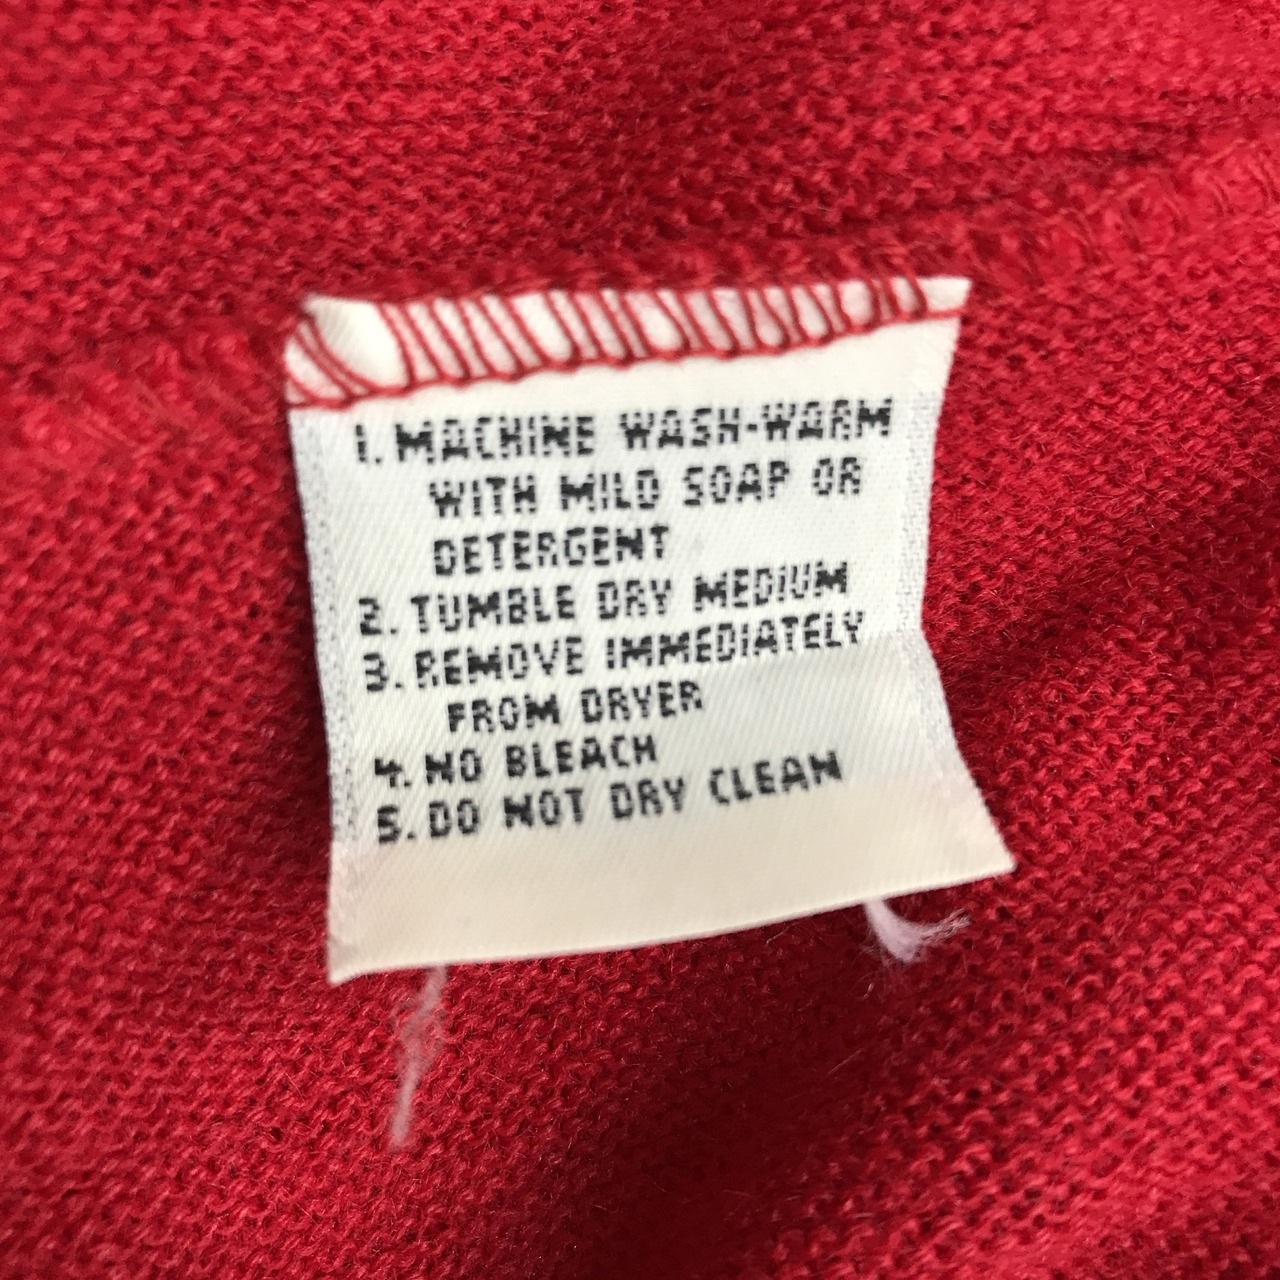 1. MACHINE WASH-WARM
WITH MILD SOAP OR
DETERGENT
2. TUMBLE DRY MEDIUM
3. REMOVE IMMEDIATELY
FROM DRYER
4. NO BLEACH
5. DO NOT DRY CLEAN